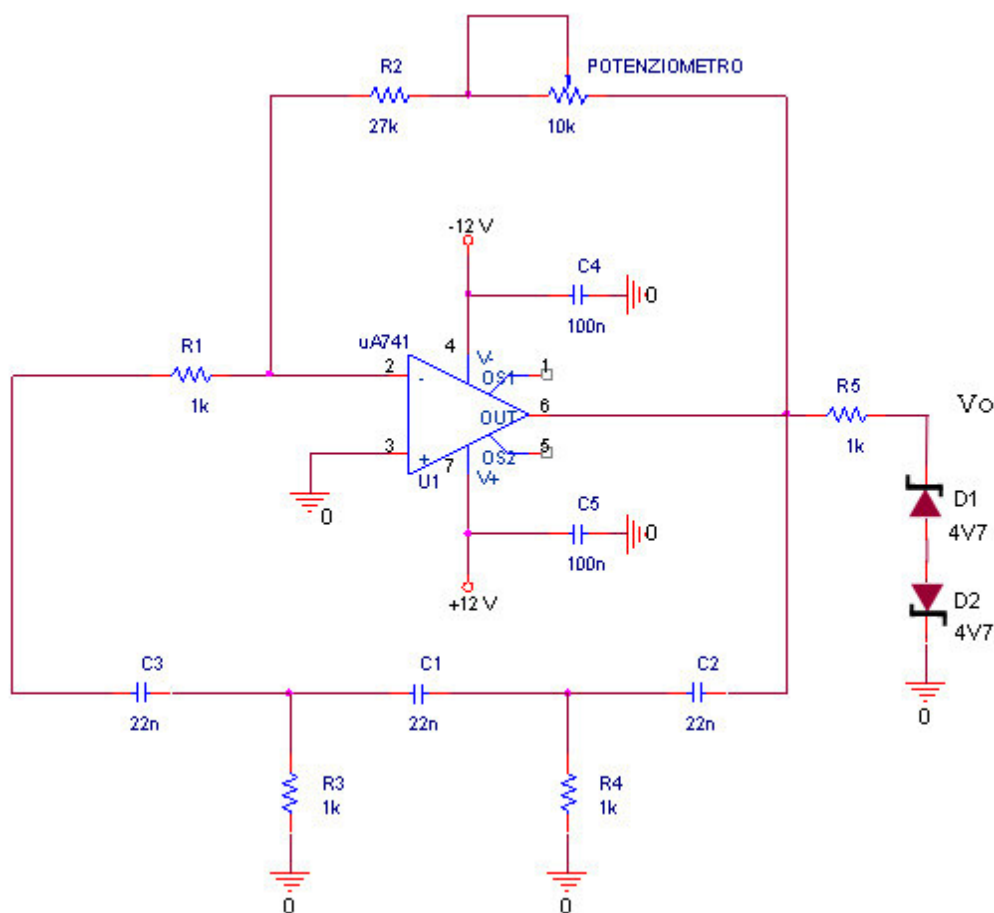 R2
POTENZIOMETRO
27k
10k
-12 V
C4
0
100n
uA741
4
V-
1
OS1
R1
2
-
1k
OUT
6
R5
Vo
1k
3
+
7
OS2
5
U1
V+
0
C5
0
100n
D1
4V7
+12 V
D2
4V7
C3
C1
C2
22n
22n
22n
0
R3
1k
R4
1k
0
0